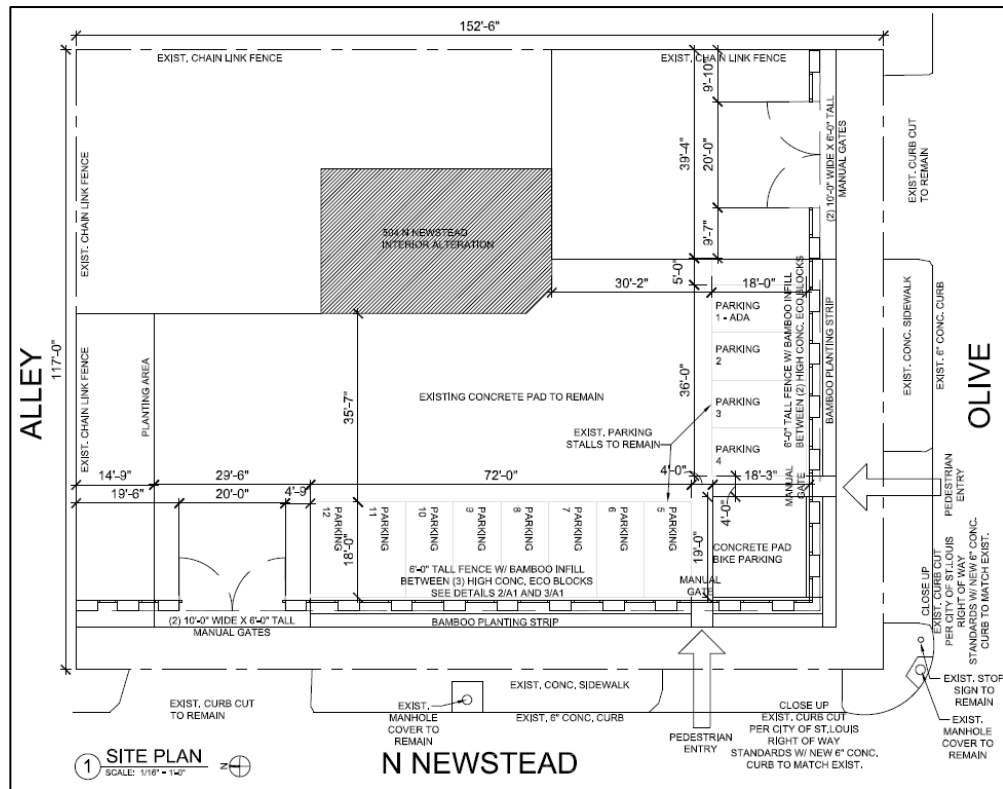 152'-6"
EXIST. CHAIN LINK FENCE
EXIST. CHAIN LINK FENCE
9'-10"
39'-4"
20'-0"
9'-7"
(2) 10'-0" WIDE X 6'-0" TALL
MANUAL GATES
EXIST. CURB CUT
TO REMAIN
EXIST. CHAIN LINK FENCE
504 N NEWSTEAD
INTERIOR ALTERATION
30'-2"
5'-0"
18'-0"
PARKING
1 - ADA
PARKING
2
PARKING
3
PARKING
4
36'-0"
6'-0" TALL FENCE W/ BAMBOO INFILL
BETWEEN (2) HIGH CONC. ECO BLOCKS
BAMBOO PLANTING STRIP
EXIST. CONC. SIDEWALK
EXIST. 6" CONC. CURB
OLIVE
ALLEY
117'-0"
EXIST. CHAIN LINK FENCE
PLANTING AREA
35'-7"
EXISTING CONCRETE PAD TO REMAIN
EXIST. PARKING
STALLS TO REMAIN
14'-9"
29'-6"
72'-0"
4'-0"
18'-3"
MANUAL
GATE
PEDESTRIAN
ENTRY
19'-6"
20'-0"
4'-9"
4'-0"
PARKING
12
PARKING
11
PARKING
10
PARKING
9
PARKING
8
PARKING
7
PARKING
6
PARKING
5
18'-0"
19'-0"
CONCRETE PAD
BIKE PARKING
6'-0" TALL FENCE W/ BAMBOO INFILL
BETWEEN (3) HIGH CONC. ECO BLOCKS
SEE DETAILS 2/A1 AND 3/A1
MANUAL
GATE
CLOSE UP
EXIST. CURB CUT
PER CITY OF ST.LOUIS
RIGHT OF WAY
STANDARDS W/ NEW 6" CONC.
CURB TO MATCH EXIST.
(2) 10'-0" WIDE X 6'-0" TALL
MANUAL GATES
BAMBOO PLANTING STRIP
EXIST. CURB CUT
TO REMAIN
EXIST. CONC. SIDEWALK
EXIST.
MANHOLE
COVER TO
REMAIN
EXIST. 6" CONC. CURB
PEDESTRIAN
ENTRY
CLOSE UP
EXIST. CURB CUT
PER CITY OF ST.LOUIS
RIGHT OF WAY
STANDARDS W/ NEW 6" CONC.
CURB TO MATCH EXIST.
EXIST. STOP
SIGN TO
REMAIN
EXIST.
MANHOLE
COVER TO
REMAIN
1 SITE PLAN
SCALE: 1/16" = 1'-0"
N
N NEWSTEAD